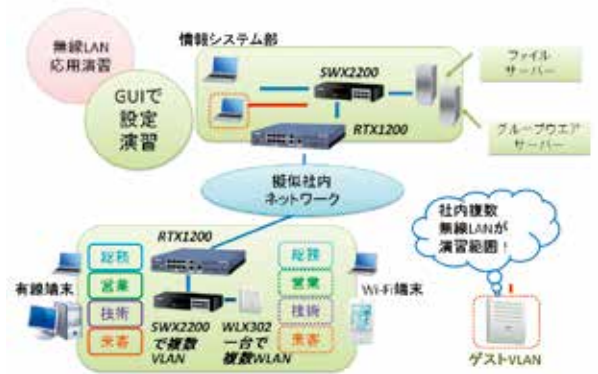 無線LAN
応用演習
GUIで
設定
演習
情報システム部
SWX2200
RTX1200
ファイル
サーバー
グループウエア
サーバー
擬似社内
ネットワーク
社内複数
無線LANが
演習範囲！
ゲストVLAN
RTX1200
有線端末
総務
営業
技術
来客
SWX2200
で複数
VLAN
WLX302
一台で
複数WLAN
総務
営業
技術
来客
Wi-Fi端末